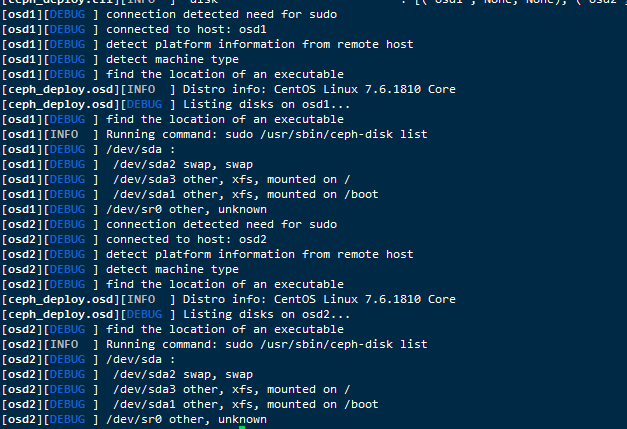 [ceph_deploy.cli][INFO  ]  disk                          : [('osd1', None, None), ('osd2',
[osd1][DEBUG ] connection detected need for sudo
[osd1][DEBUG ] connected to host: osd1
[osd1][DEBUG ] detect platform information from remote host
[osd1][DEBUG ] detect machine type
[osd1][DEBUG ] find the location of an executable
[ceph_deploy.osd][INFO  ] Distro info: CentOS Linux 7.6.1810 Core
[ceph_deploy.osd][DEBUG ] Listing disks on osd1...
[osd1][DEBUG ] find the location of an executable
[osd1][INFO  ] Running command: sudo /usr/sbin/ceph-disk list
[osd1][DEBUG ] /dev/sda :
[osd1][DEBUG ]  /dev/sda2 swap, swap
[osd1][DEBUG ]  /dev/sda3 other, xfs, mounted on /
[osd1][DEBUG ]  /dev/sda1 other, xfs, mounted on /boot
[osd1][DEBUG ] /dev/sr0 other, unknown
[osd2][DEBUG ] connection detected need for sudo
[osd2][DEBUG ] connected to host: osd2
[osd2][DEBUG ] detect platform information from remote host
[osd2][DEBUG ] detect machine type
[osd2][DEBUG ] find the location of an executable
[ceph_deploy.osd][INFO  ] Distro info: CentOS Linux 7.6.1810 Core
[ceph_deploy.osd][DEBUG ] Listing disks on osd2...
[osd2][DEBUG ] find the location of an executable
[osd2][INFO  ] Running command: sudo /usr/sbin/ceph-disk list
[osd2][DEBUG ] /dev/sda :
[osd2][DEBUG ]  /dev/sda2 swap, swap
[osd2][DEBUG ]  /dev/sda3 other, xfs, mounted on /
[osd2][DEBUG ]  /dev/sda1 other, xfs, mounted on /boot
[osd2][DEBUG ] /dev/sr0 other, unknown